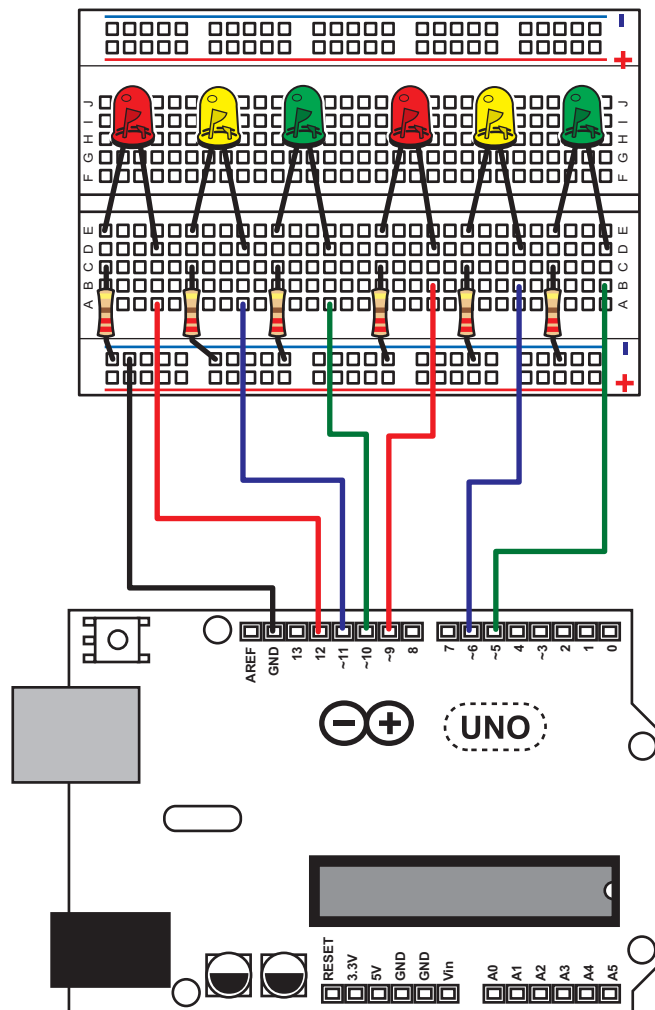 -
+
J J
I I
H H
G G
F F
E E
D D
C C
B B
A A
-
+
AREF GND 13 12 ~11 ~10 ~9 8 7 ~6 ~5 4 ~3 2 1 0
- + UNO
RESET 3.3V 5V GND GND Vin A0 A1 A2 A3 A4 A5